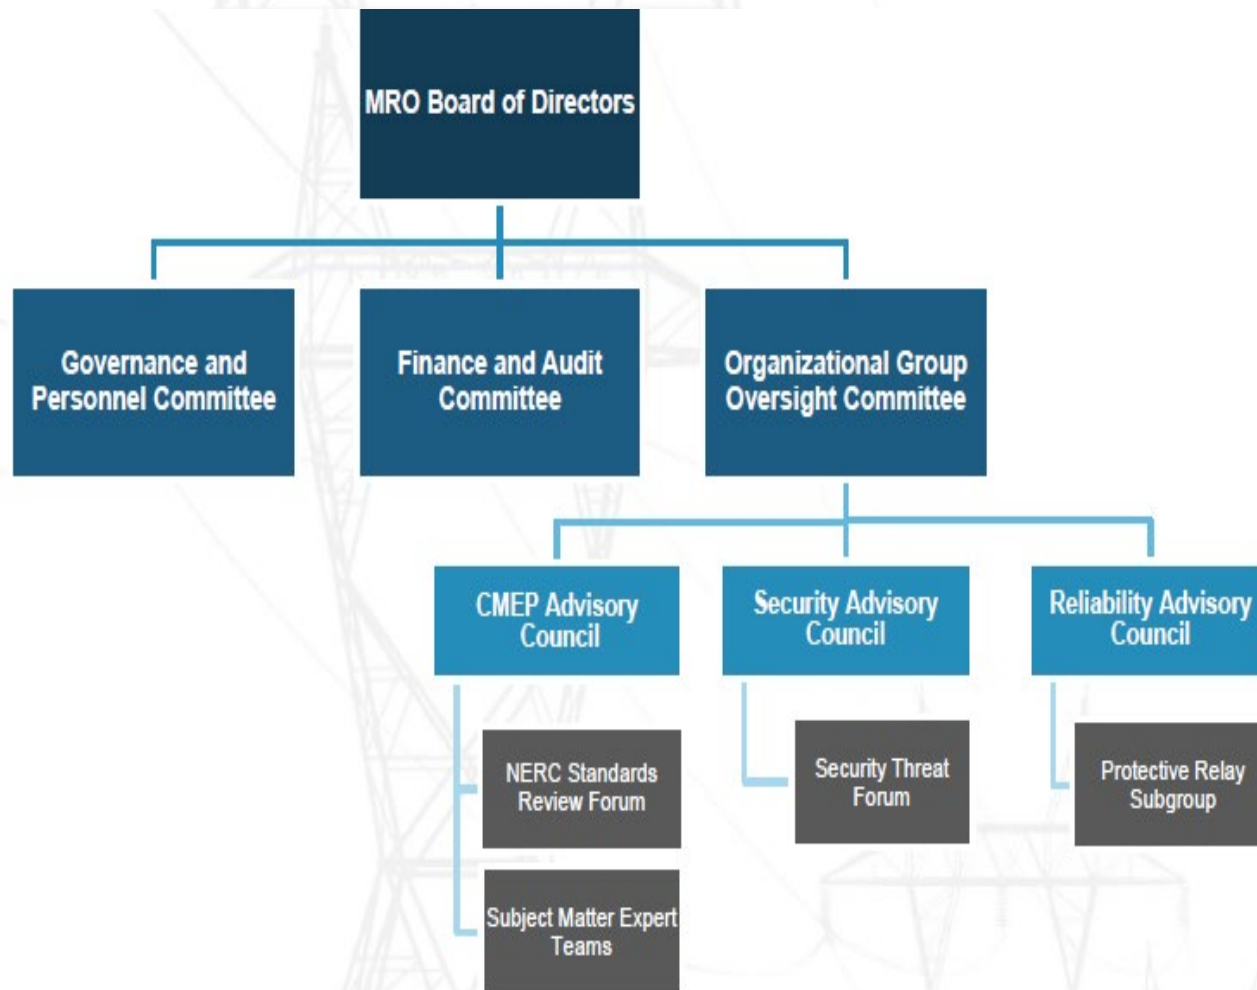 MRO Board of Directors
Governance and
Personnel Committee
Finance and Audit
Committee
Organizational Group
Oversight Committee
CMEP Advisory
Council
Security Advisory
Council
Reliability Advisory
Council
NERC Standards
Review Forum
Security Threat
Forum
Protective Relay
Subgroup
Subject Matter Expert
Teams